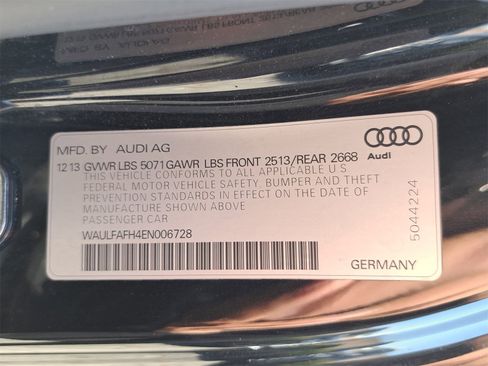 MFD. BY AUDI AG
12 13 GVWR LBS 5071 GAWR LBS FRONT 2513/REAR 2668
THIS VEHICLE CONFORMS TO ALL APPLICABLE U S
FEDERAL MOTOR VEHICLE SAFETY, BUMPER AND THEFT
PREVENTION STANDARDS IN EFFECT ON THE DATE OF
MANUFACTURE SHOWN ABOVE
PASSENGER CAR
WAULFAFH4EN006728
Audi
5044224
GERMANY